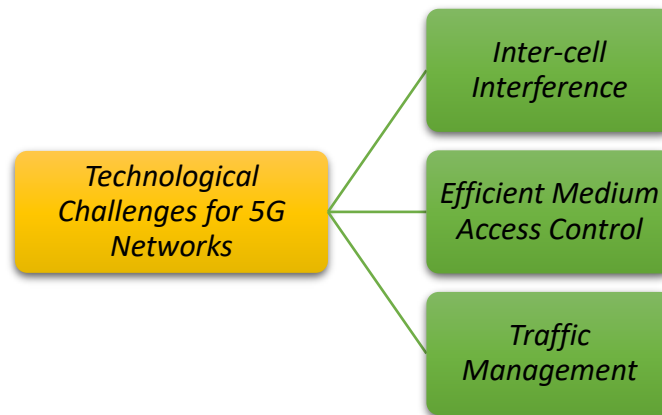 Technological
Challenges for 5G
Networks
Inter-cell
Interference
Efficient Medium
Access Control
Traffic
Management